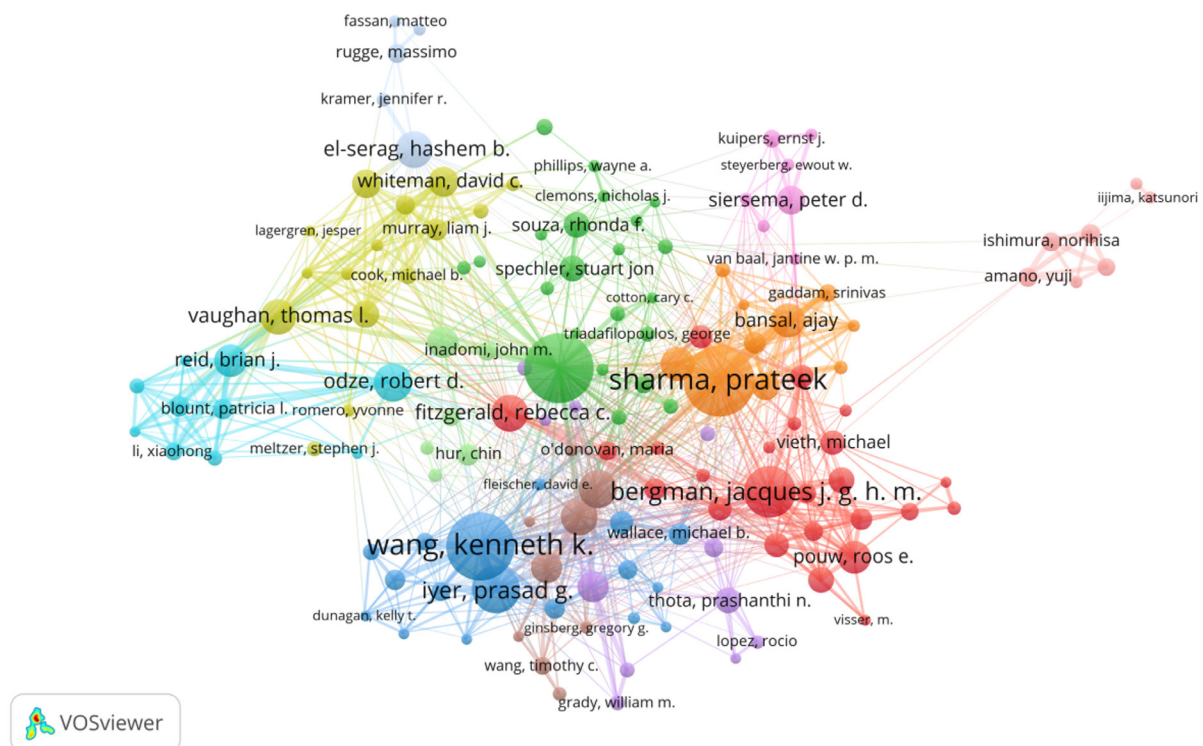 fassan, matteo
rugge, massimo
kramer, jennifer r.
el-serag, hashem b.
kuipers, ernst j.
phillips, wayne a.
steyerberg, ewout w.
whiteman, david c.
clemons, nicholas j.
siersema, peter d.
iijima, katsunori
souza, rhonda f.
lagergren, jesper
murray, liam j.
ishimura, norihisa
van baal, jantine w. p. m.
spechler, stuart jon
cook, michael b.
amano, yuji
gaddam, srinivas
cotton, cary c.
vaughan, thomas l.
bansal, ajay
triadafilopoulos, george
inadomi, john m.
reid, brian j.
odze, robert d.
sharma, prateek
blount, patricia l.
romero, yvonne
fitzgerald, rebecca c.
vieth, michael
li, xiaohong
meltzer, stephen j.
hur, chin
o'donovan, maria
fleischer, david e.
bergman, jacques j. g. h. m.
wallace, michael b.
wang, kenneth k.
pouw, roos e.
iyer, prasad g.
thota, prashanthi n.
dunagan, kelly t.
ginsberg, gregory g.
visser, m.
lopez, rocio
wang, timothy c.
grady, william m.
VOSviewer